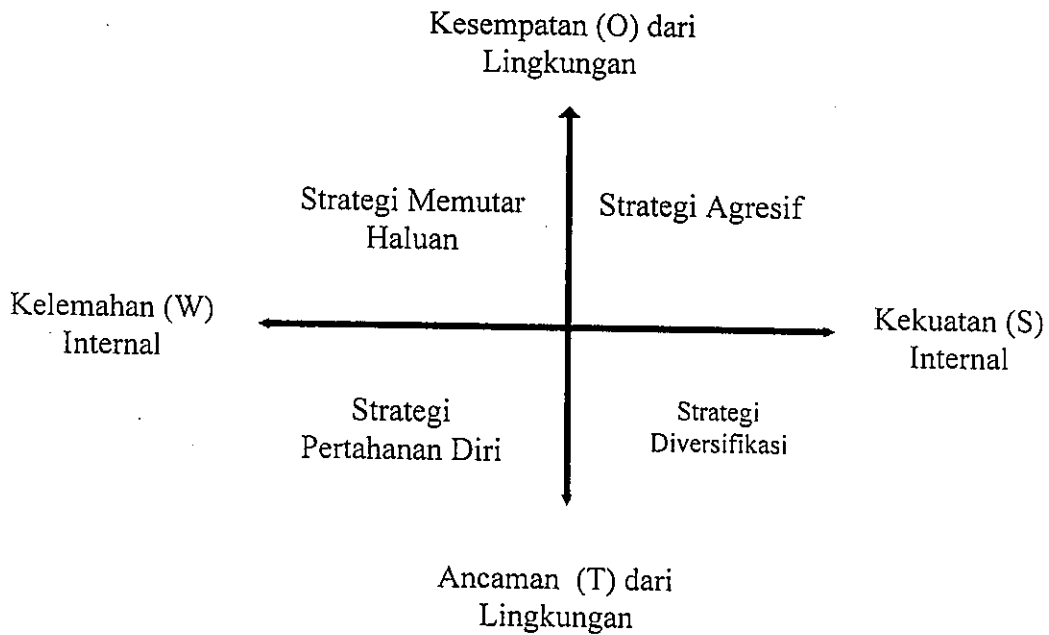 Kesempatan (O) dari
Lingkungan
Strategi Memutar
Haluan
Strategi Agresif
Kelemahan (W)
Internal
Kekuatan (S)
Internal
Strategi
Pertahanan Diri
Strategi
Diversifikasi
Ancaman (T) dari
Lingkungan